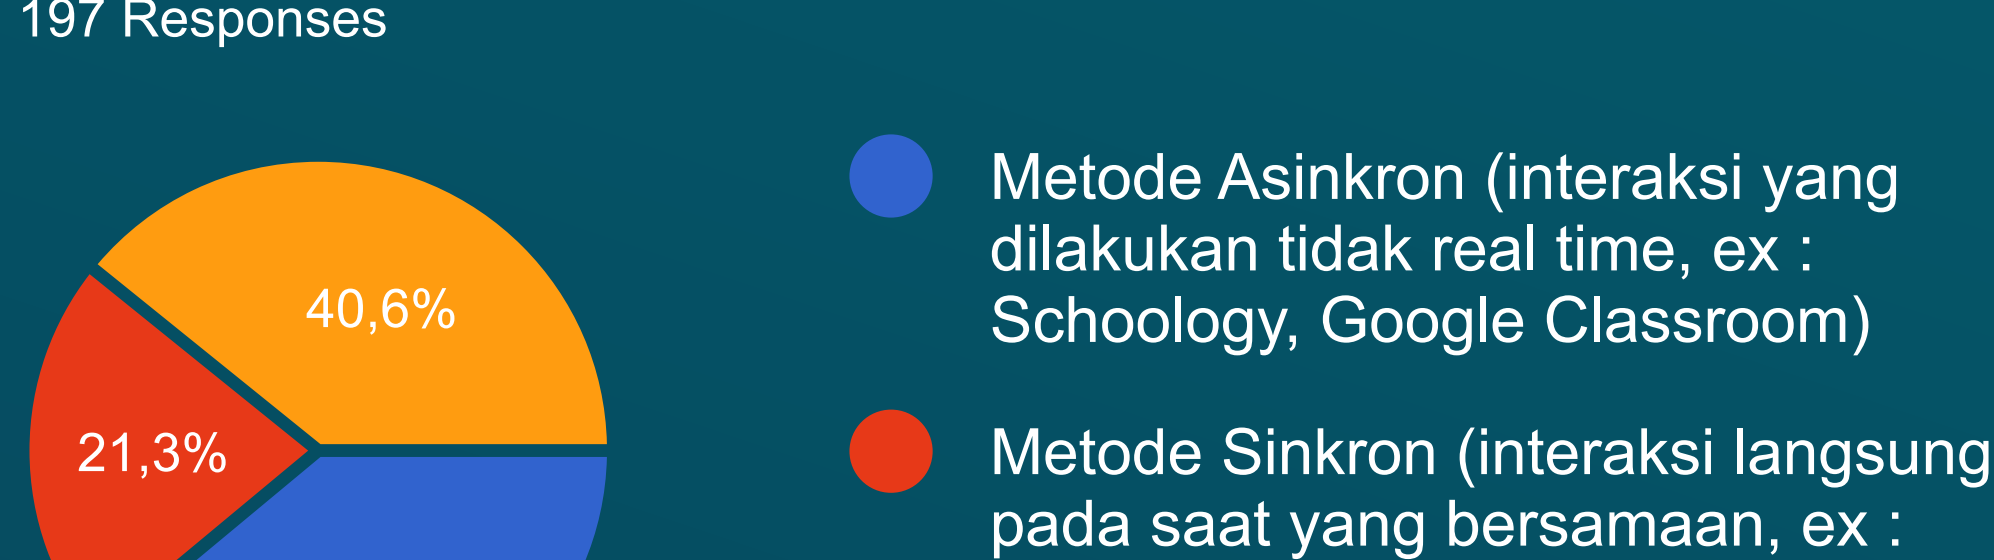 197 Responses
40,6%
21,3%
Metode Asinkron (interaksi yang
dilakukan tidak real time, ex :
Schoology, Google Classroom)
Metode Sinkron (interaksi langsung
pada saat yang bersamaan, ex :